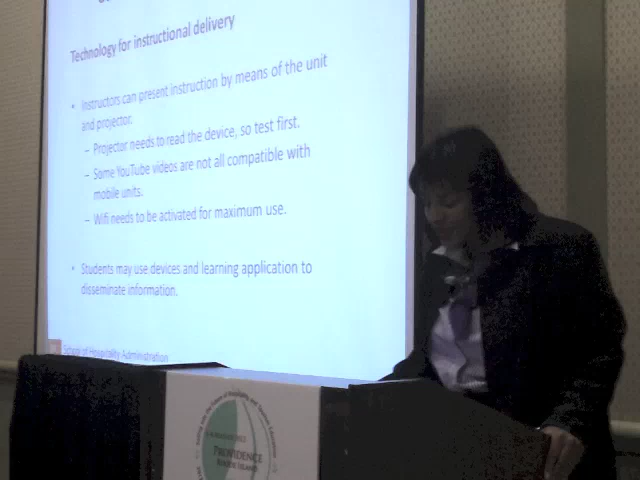 Technology for instructional delivery
• Instructors can present instruction by means of the unit
and projector.
– Projector needs to read the device, so test first.
– Some YouTube videos are not all compatible with
mobile units.
– Wifi needs to be activated for maximum use.
• Students may use devices and learning application to
disseminate information.
School of Hospitality Administration
PROVIDENCE
RHODE ISLAND